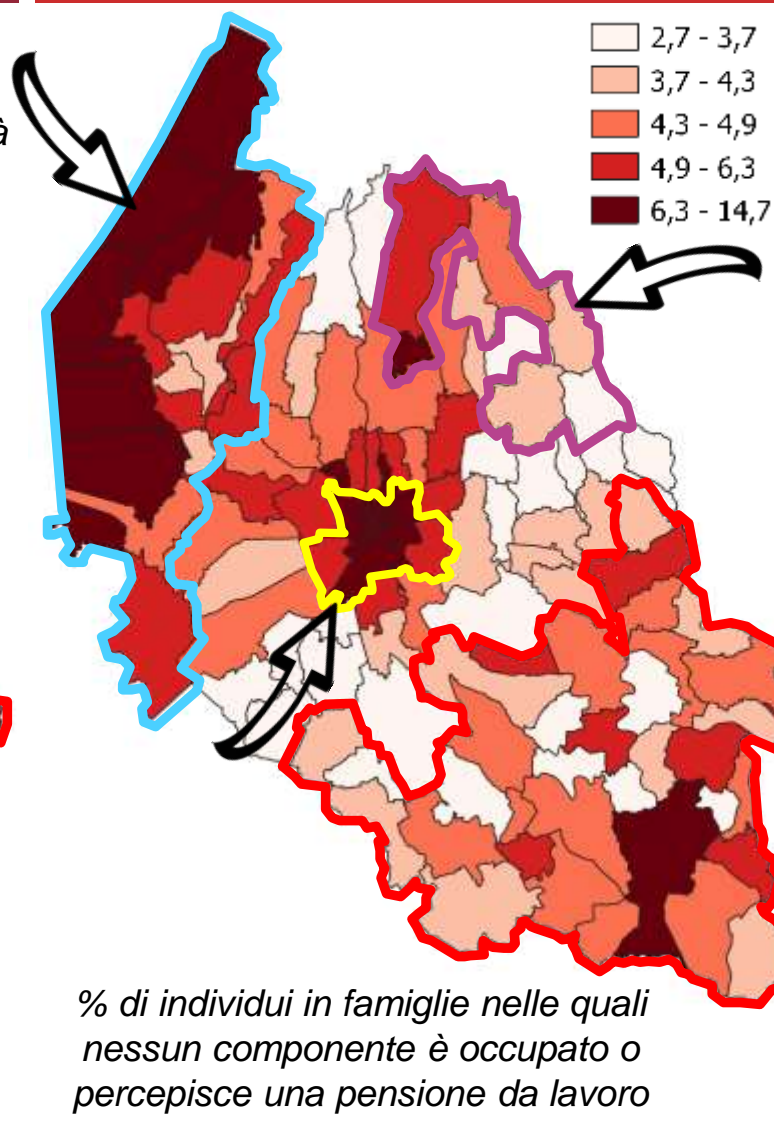 2,7 - 3,7
à
3,7 - 4,3
4,3 - 4,9
4,9 - 6,3
6,3 - 14,7
% di individui in famiglie nelle quali
nessun componente è occupato o
percepisce una pensione da lavoro